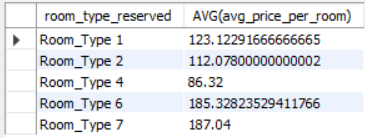 room_type_reserved AVG(avg_price_per_room)
Room_Type 1 123.12291666666665
Room_Type 2 112.07800000000002
Room_Type 4 86.32
Room_Type 6 185.32823529411766
Room_Type 7 187.04